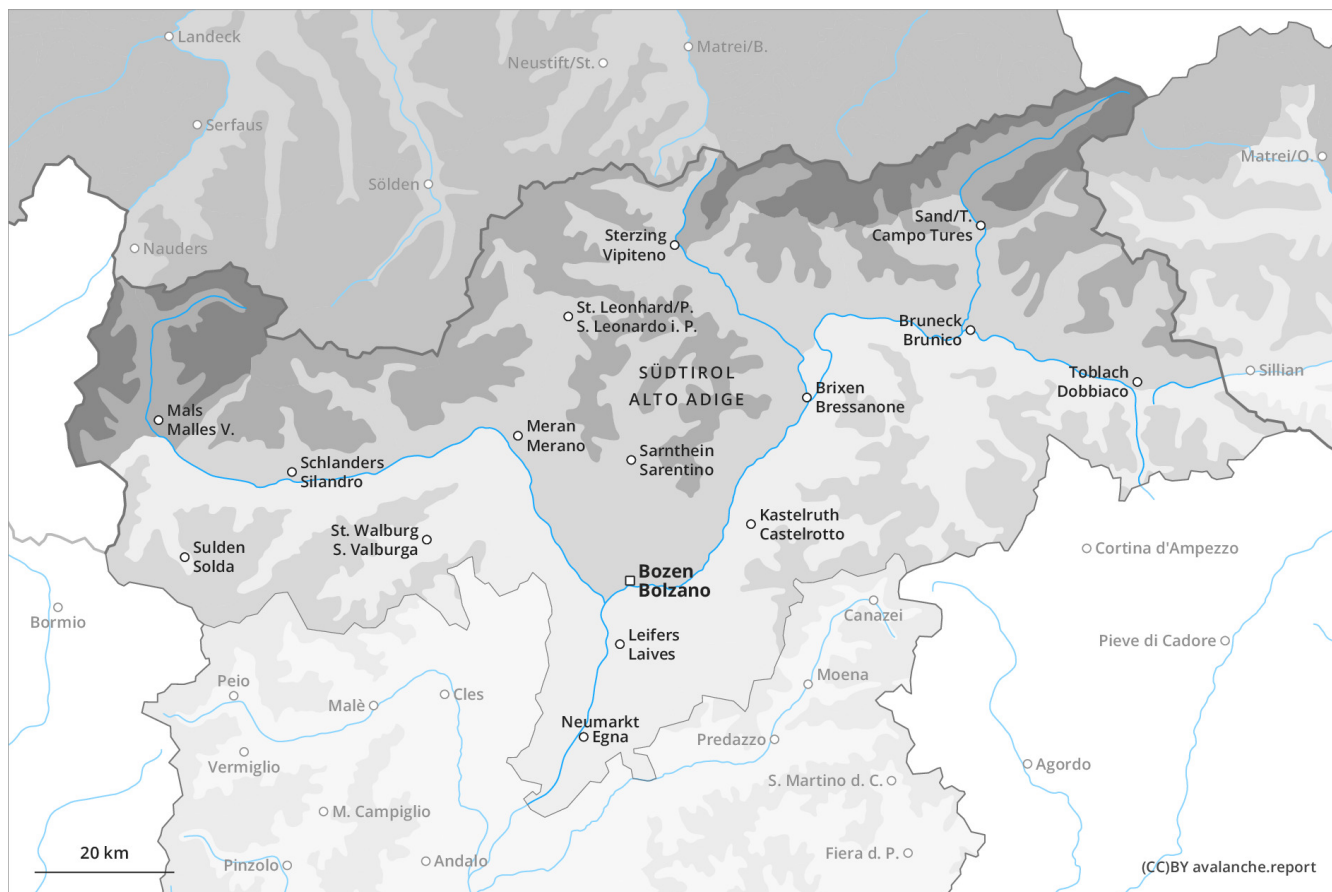 Landeck
Matrei/B.
Neustift/St.
Serfaus
Matrei/O.
Sölden
Sand/T.
Campo Tures
Nauders
Sterzing
Vipiteno
St. Leonhard/P.
S. Leonardo i. P.
Bruneck
Brunico
SÜDTIROL
ALTO ADIGE
Toblach
Dobbiaco
Sillian
Brixen
Bressanone
Mals
Malles V.
Meran
Merano
Sarnthein
Sarentino
Schlanders
Silandro
Kastelruth
Castelrotto
St. Walburg
S. Valburga
Sulden
Solda
Cortina d'Ampezzo
Bozen
Bolzano
Bormio
Canazei
Leifers
Laives
Pieve di Cadore
Peio
Malè
Cles
Moena
Neumarkt
Egna
Predazzo
Vermiglio
Agordo
S. Martino d. C.
M. Campiglio
20 km
Pinzolo
Andalo
Fiera d. P.
(CC)BY avalanche.report